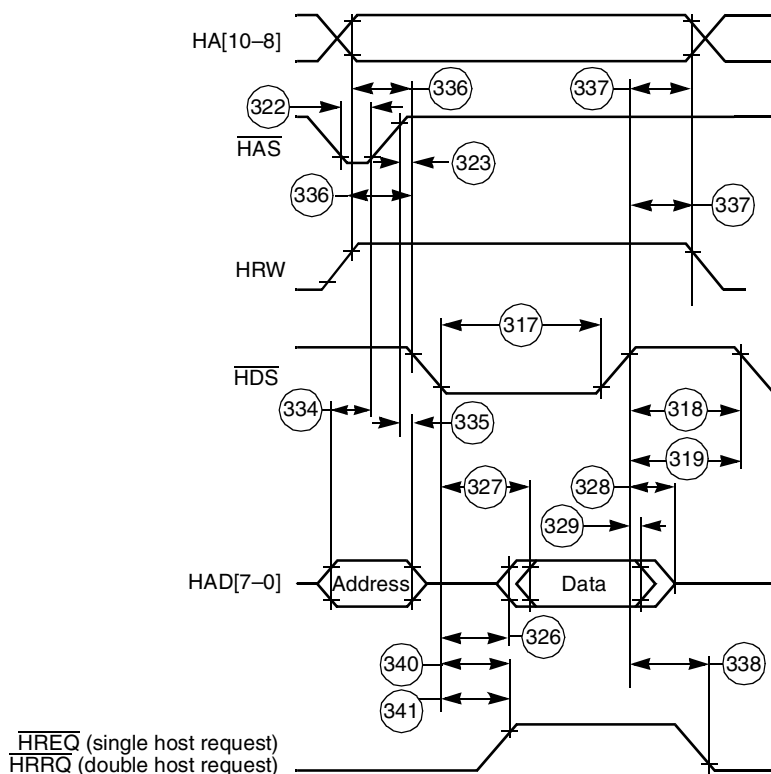 HA[10–8]
336
337
322
HAS
323
336
337
HRW
317
HDS
334
335
318
319
327
328
329
HAD[7–0]
Address
Data
326
340
338
341
HREQ (single host request)
HRRQ (double host request)